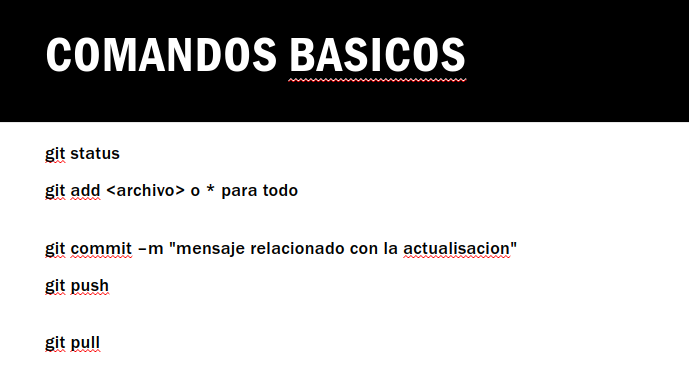 COMANDOS BASICOS
git status
git add <archivo> o * para todo
git commit –m "mensaje relacionado con la actualisacion"
git push
git pull